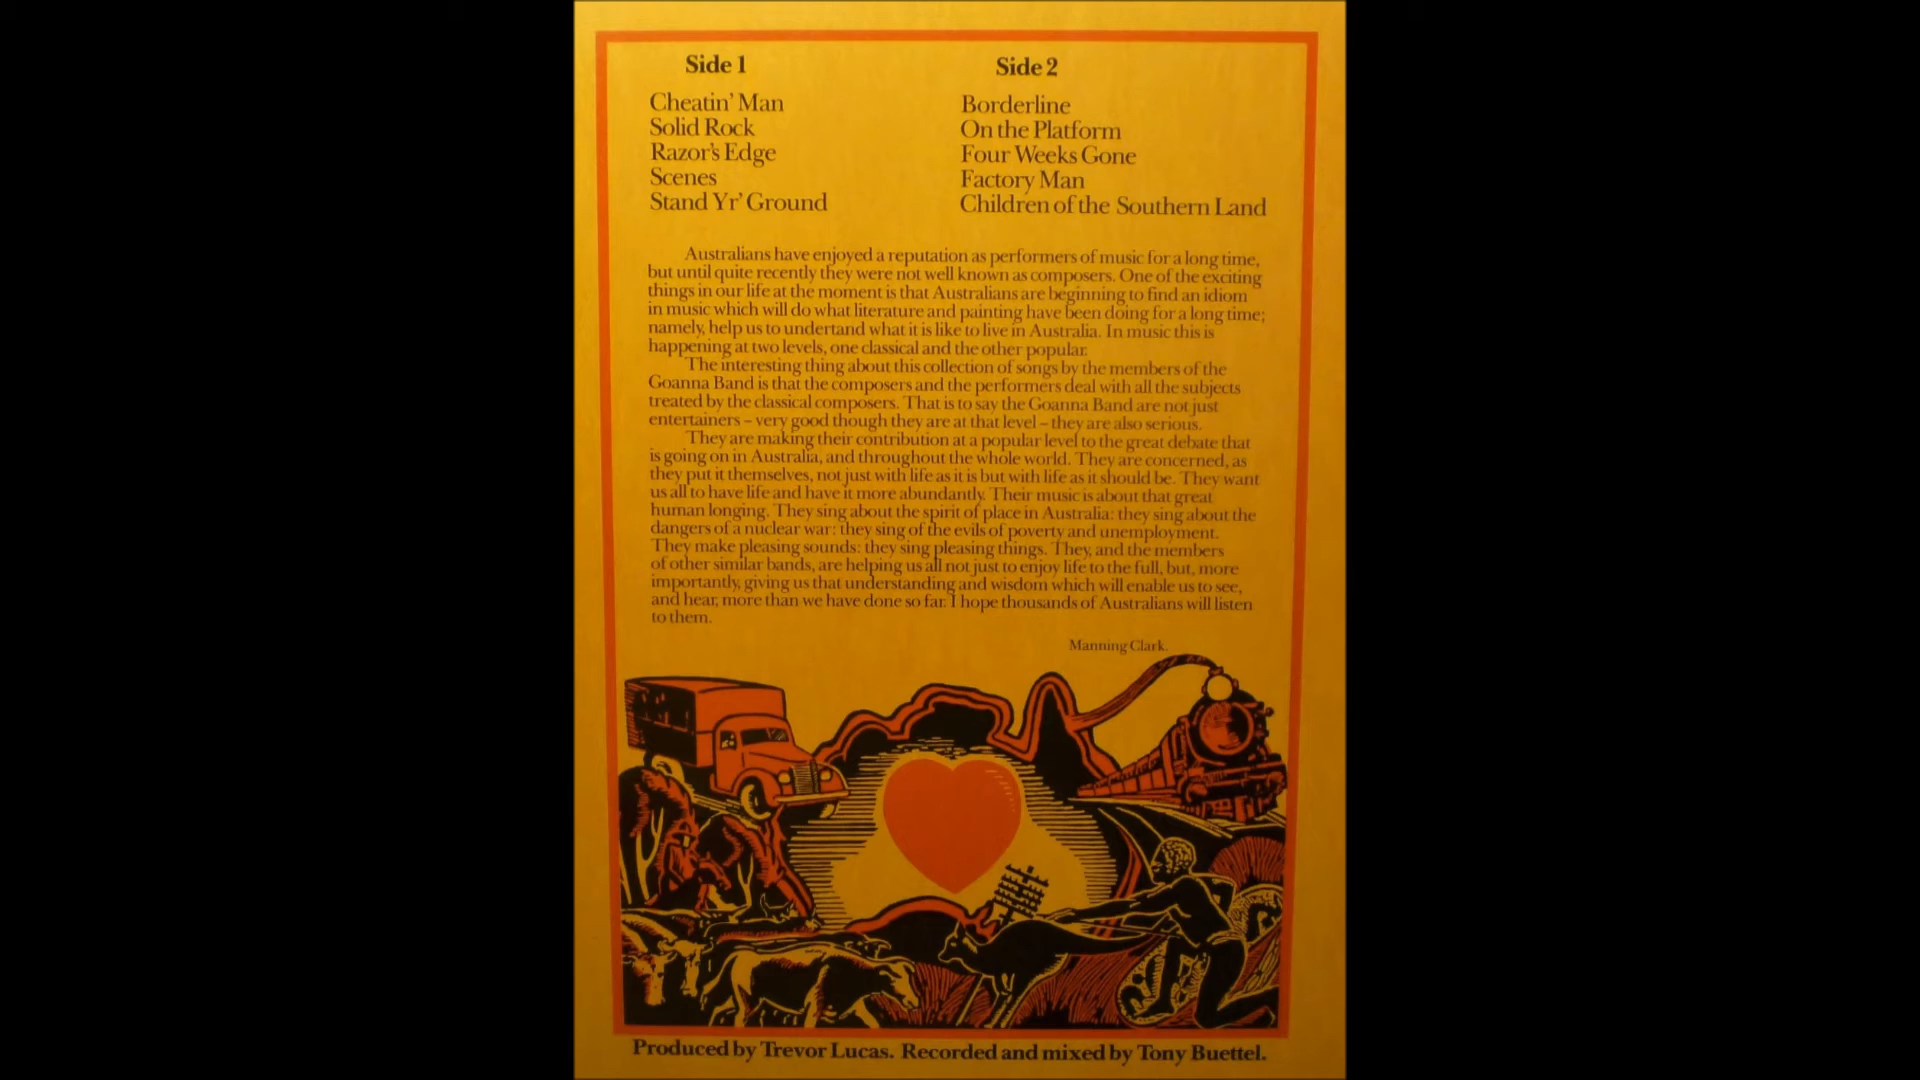 Side 1
Cheatin' Man
Solid Rock
Razor's Edge
Scenes
Stand Yr' Ground
Side 2
Borderline
On the Platform
Four Weeks Gone
Factory Man
Children of the Southern Land
Australians have enjoyed a reputation as performers of music for a long time,
but until quite recently they were not well known as composers. One of the exciting
things in our life at the moment is that Australians are beginning to find an idiom
in music which will do what literature and painting have been doing for a long time;
namely, help us to undertand what it is like to live in Australia. In music this is
happening at two levels, one classical and the other popular.
The interesting thing about this collection of songs by the members of the
Goanna Band is that the composers and the performers deal with all the subjects
treated by the classical composers. That is to say the Goanna Band are not just
entertainers – very good though they are at that level – they are also serious.
They are making their contribution at a popular level to the great debate that
is going on in Australia, and throughout the whole world. They are concerned, as
they put it themselves, not just with life as it is but with life as it should be. They want
us all to have life and have it more abundantly. Their music is about that great
human longing. They sing about the spirit of place in Australia: they sing about the
dangers of a nuclear war: they sing of the evils of poverty and unemployment.
They make pleasing sounds: they sing pleasing things. They, and the members
of other similar bands, are helping us all not just to enjoy life to the full, but, more
importantly, giving us that understanding and wisdom which will enable us to see,
and hear, more than we have done so far. I hope thousands of Australians will listen
to them.
Manning Clark.
Produced by Trevor Lucas. Recorded and mixed by Tony Buettel.